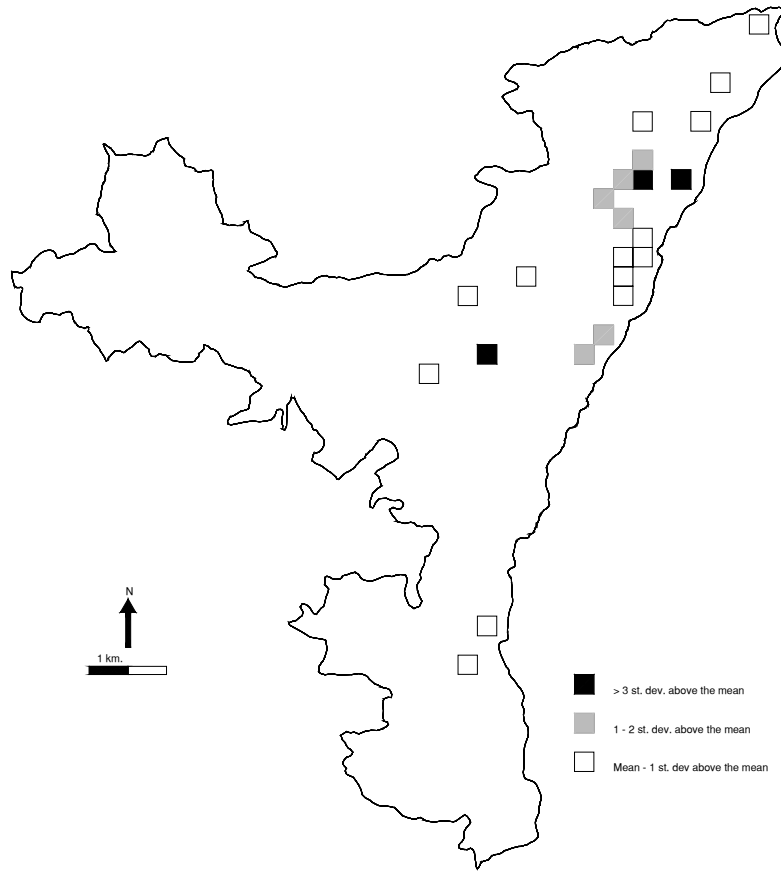 N
1 km.
> 3 st. dev. above the mean
1 - 2 st. dev. above the mean
Mean - 1 st. dev above the mean